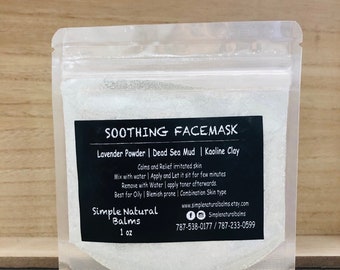 SOOTHING FACEMASK
Lavender Powder | Dead Sea Mud | Kaoline Clay
Calms and Relief irritated skin
Mix with water | Apply and Let it sit for few minutes
Remove with Water | apply toner afterwards
Best for Oily | Blemish prone | Combination Skin type
Simple Natural
Balms
1 oz
www.simplenaturalbalms.etsy.com
simplenaturalbalms
787-538-0177 / 787-233-0599